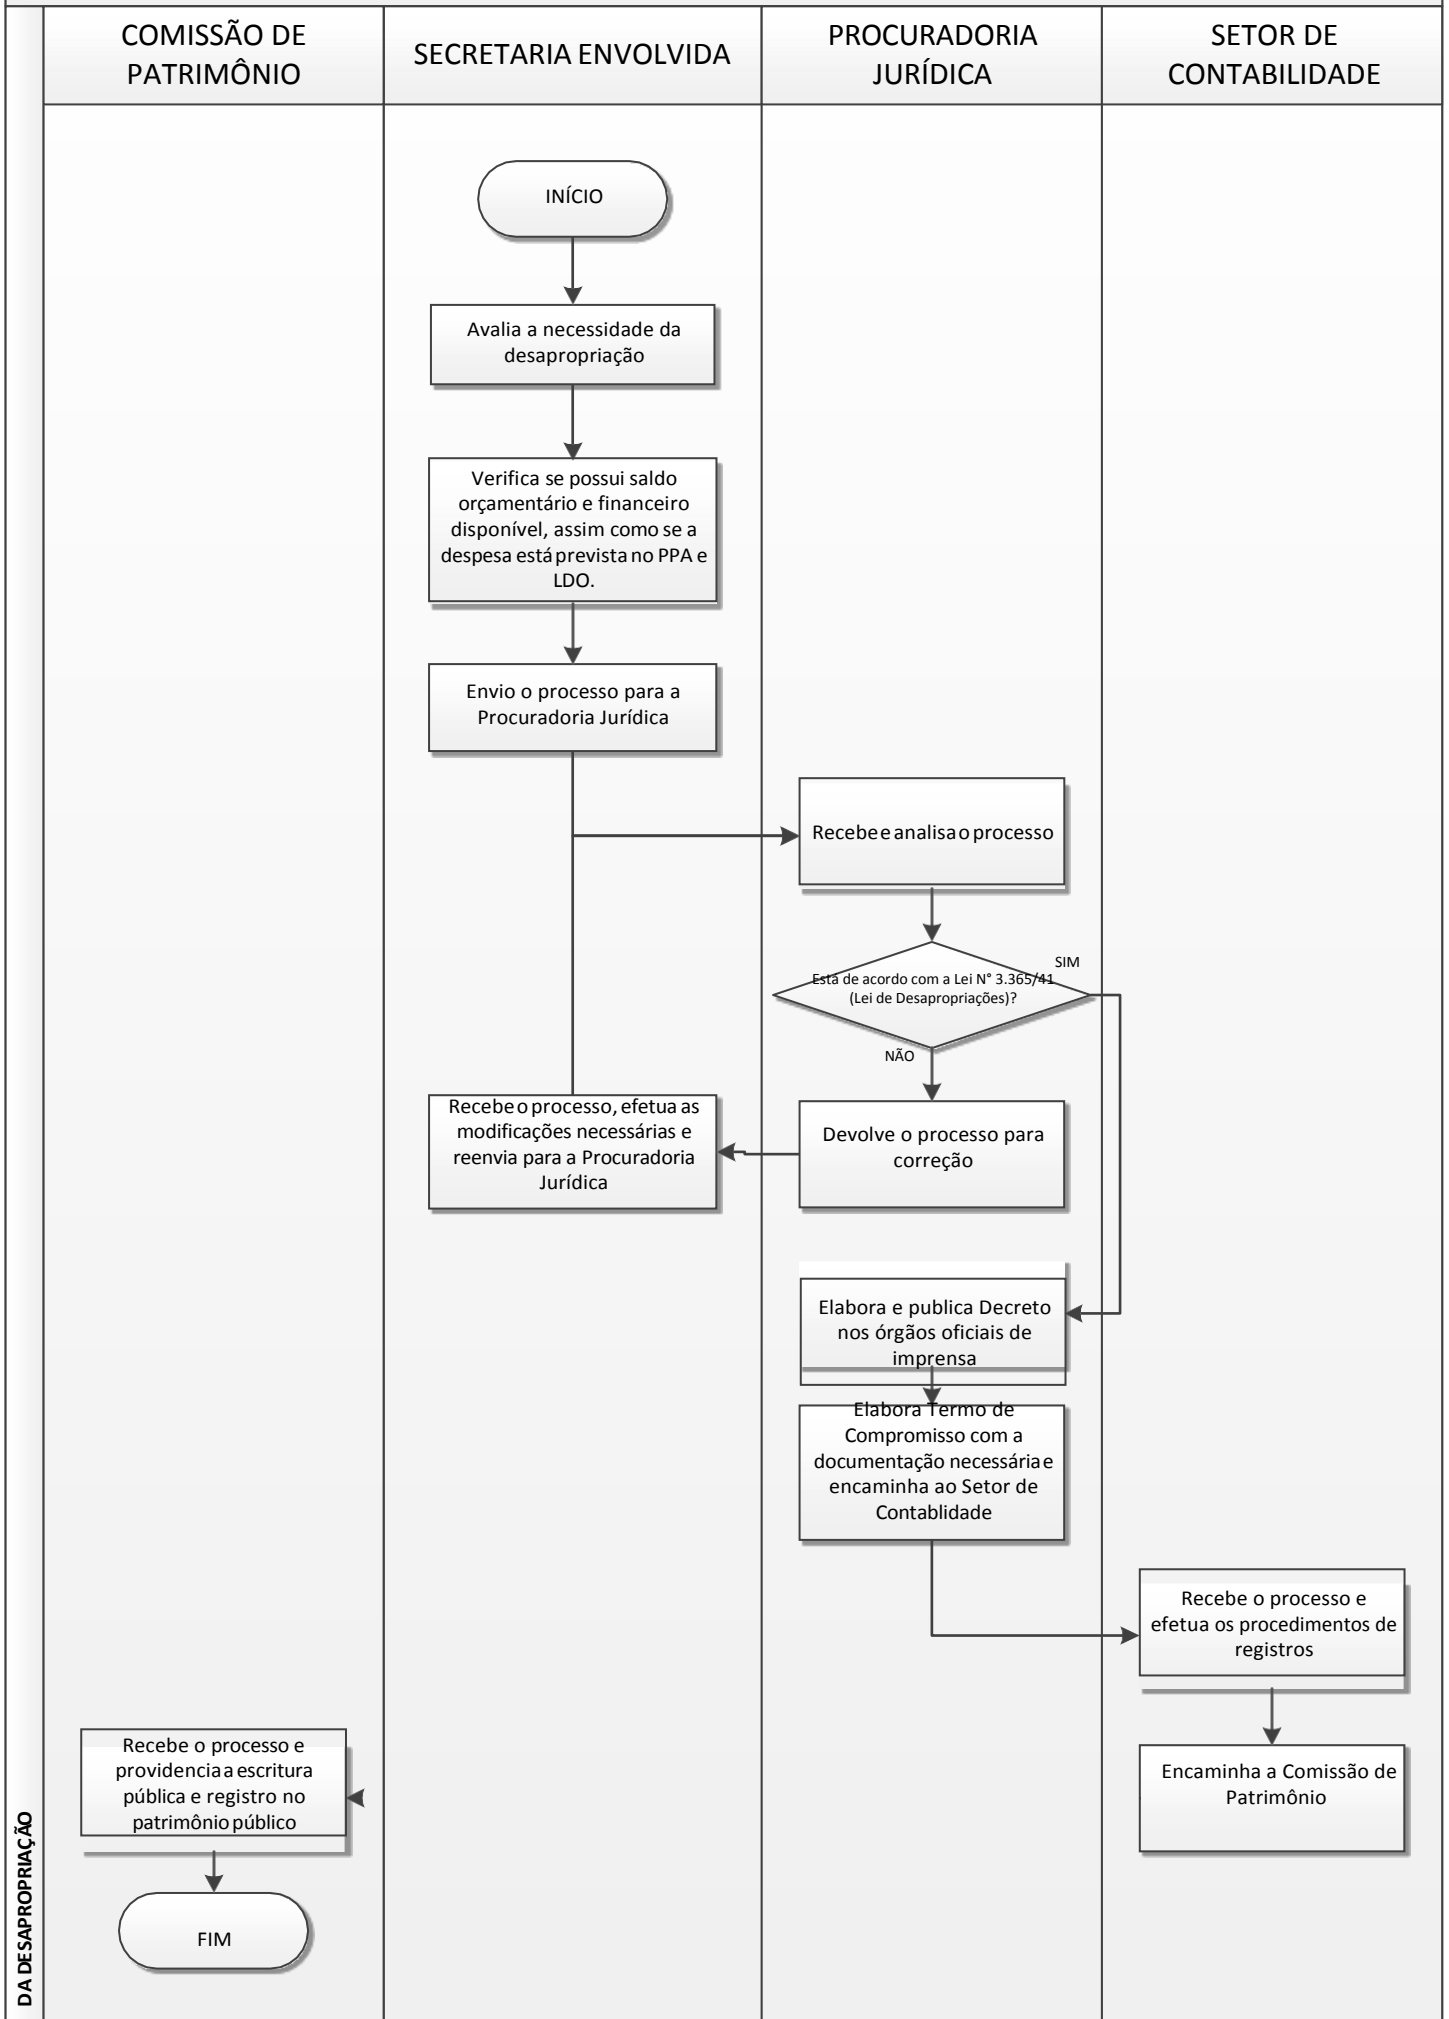 COMISSÃO DE
PATRIMÔNIO
SECRETARIA ENVOLVIDA
PROCURADORIA
JURÍDICA
SETOR DE
CONTABILIDADE
INÍCIO
Avalia a necessidade da
desapropriação
Verifica se possui saldo
orçamentário e financeiro
disponível, assim como se a
despesa está prevista no PPA e
LDO.
Envio o processo para a
Procuradoria Jurídica
Recebe e analisa o processo
SIM
Está de acordo com a Lei N° 3.365/41
(Lei de Desapropriações)?
NÃO
Devolve o processo para
correção
Recebe o processo, efetua as
modificações necessárias e
reenvia para a Procuradoria
Jurídica
Elabora e publica Decreto
nos órgãos oficiais de
imprensa
Elabora Termo de
Compromisso com a
documentação necessária e
encaminha ao Setor de
Contablidade
Recebe o processo e
efetua os procedimentos de
registros
Encaminha a Comissão de
Patrimônio
Recebe o processo e
providencia a escritura
pública e registro no
patrimônio público
FIM
DA DESAPROPRIAÇÃO